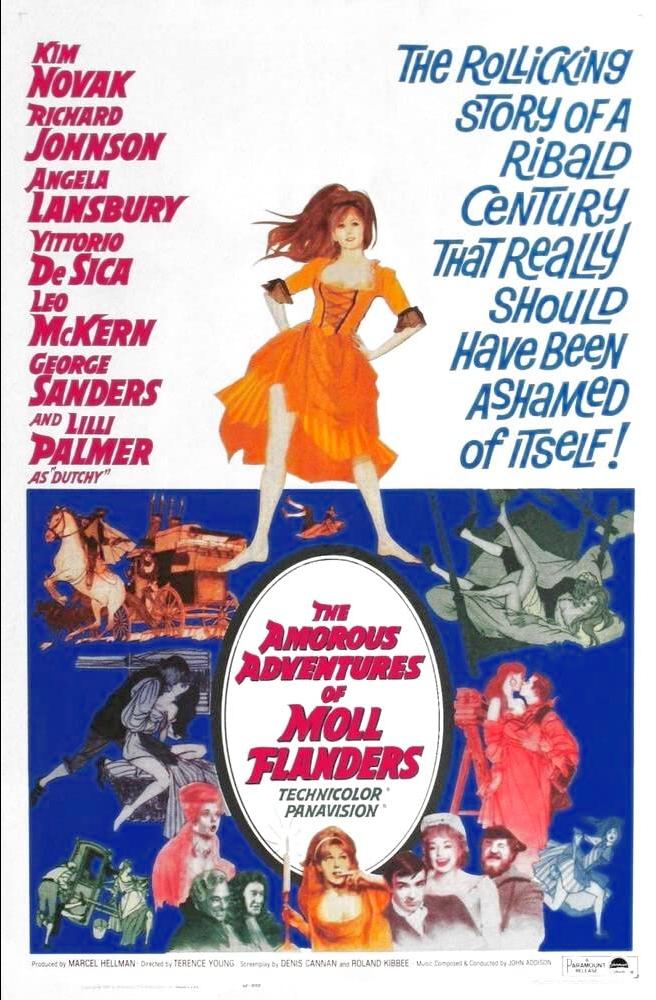 KIM
NOVAK
RICHARD
JOHNSON
ANGELA
LANSBURY
VITTORIO
De SICA
LEO
McKERN
GEORGE
SANDERS
AND LILLI
PALMER
AS "DUTCHY"
THE ROLLICKING
STORY OF A
RIBALD
CENTURY
THAT REALLY
SHOULD
HAVE BEEN
ASHAMED
OF ITSELF!
THE
AMOROUS
ADVENTURES
OF
MOLL
FLANDERS
TECHNICOLOR®
PANAVISION®
Produced by MARCEL HELLMAN · Directed by TERENCE YOUNG · Screenplay by DENIS CANNAN and ROLAND KIBBEE · Music Composed & Conducted by JOHN ADDISON
A
PARAMOUNT
RELEASE